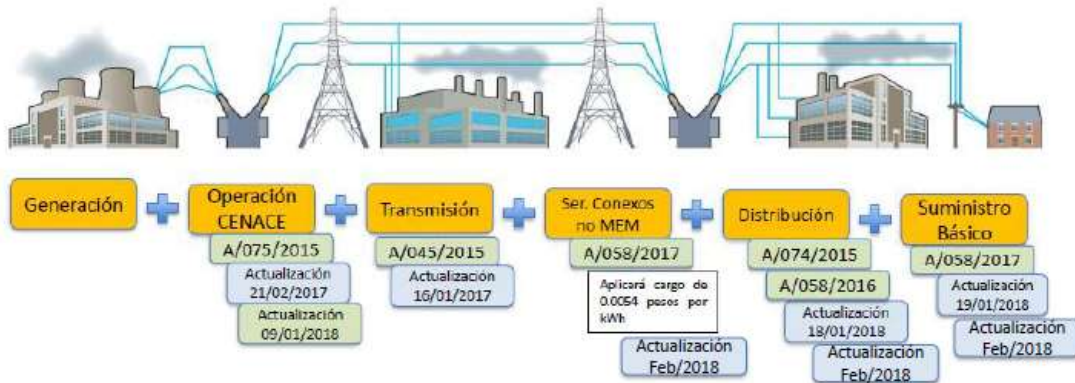 Generación
Operación
CENACE
A/075/2015
Actualización
21/02/2017
Actualización
09/01/2018
Transmisión
A/045/2015
Actualización
16/01/2017
Ser. Conexos
no MEM
A/058/2017
Aplicará cargo de
0.0054 pesos por
kWh
Actualización
Feb/2018
Distribución
A/074/2015
A/058/2016
Actualización
18/01/2018
Actualización
Feb/2018
Suministro
Básico
A/058/2017
Actualización
19/01/2018
Actualización
Feb/2018